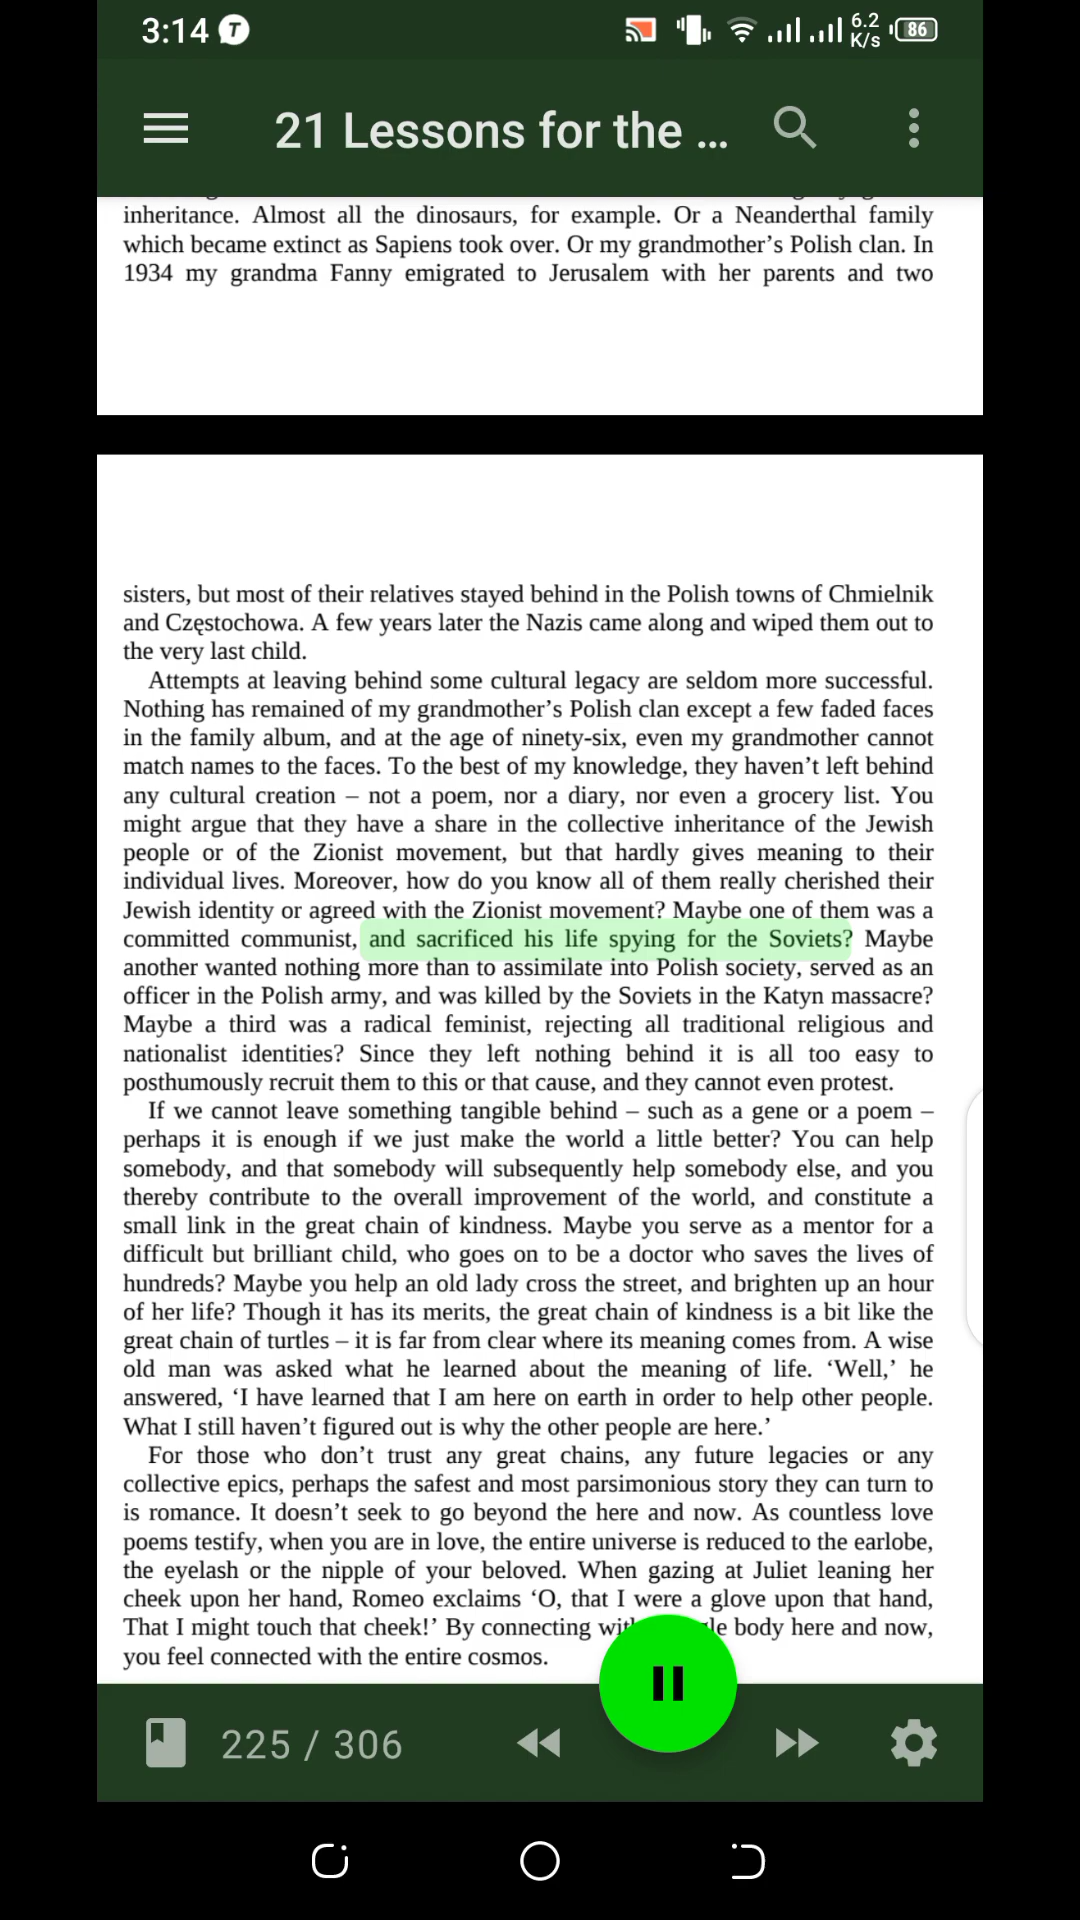 3:14 T 6.2 K/s 86
21 Lessons for the ...
inheritance. Almost all the dinosaurs, for example. Or a Neanderthal family
which became extinct as Sapiens took over. Or my grandmother’s Polish clan. In
1934 my grandma Fanny emigrated to Jerusalem with her parents and two
sisters, but most of their relatives stayed behind in the Polish towns of Chmielnik
and Częstochowa. A few years later the Nazis came along and wiped them out to
the very last child.
Attempts at leaving behind some cultural legacy are seldom more successful.
Nothing has remained of my grandmother’s Polish clan except a few faded faces
in the family album, and at the age of ninety-six, even my grandmother cannot
match names to the faces. To the best of my knowledge, they haven’t left behind
any cultural creation – not a poem, nor a diary, nor even a grocery list. You
might argue that they have a share in the collective inheritance of the Jewish
people or of the Zionist movement, but that hardly gives meaning to their
individual lives. Moreover, how do you know all of them really cherished their
Jewish identity or agreed with the Zionist movement? Maybe one of them was a
committed communist, and sacrificed his life spying for the Soviets? Maybe
another wanted nothing more than to assimilate into Polish society, served as an
officer in the Polish army, and was killed by the Soviets in the Katyn massacre?
Maybe a third was a radical feminist, rejecting all traditional religious and
nationalist identities? Since they left nothing behind it is all too easy to
posthumously recruit them to this or that cause, and they cannot even protest.
If we cannot leave something tangible behind – such as a gene or a poem –
perhaps it is enough if we just make the world a little better? You can help
somebody, and that somebody will subsequently help somebody else, and you
thereby contribute to the overall improvement of the world, and constitute a
small link in the great chain of kindness. Maybe you serve as a mentor for a
difficult but brilliant child, who goes on to be a doctor who saves the lives of
hundreds? Maybe you help an old lady cross the street, and brighten up an hour
of her life? Though it has its merits, the great chain of kindness is a bit like the
great chain of turtles – it is far from clear where its meaning comes from. A wise
old man was asked what he learned about the meaning of life. ‘Well,’ he
answered, ‘I have learned that I am here on earth in order to help other people.
What I still haven’t figured out is why the other people are here.’
For those who don’t trust any great chains, any future legacies or any
collective epics, perhaps the safest and most parsimonious story they can turn to
is romance. It doesn’t seek to go beyond the here and now. As countless love
poems testify, when you are in love, the entire universe is reduced to the earlobe,
the eyelash or the nipple of your beloved. When gazing at Juliet leaning her
cheek upon her hand, Romeo exclaims ‘O, that I were a glove upon that hand,
That I might touch that cheek!’ By connecting body here and now,
you feel connected with the entire cosmos.
225 / 306